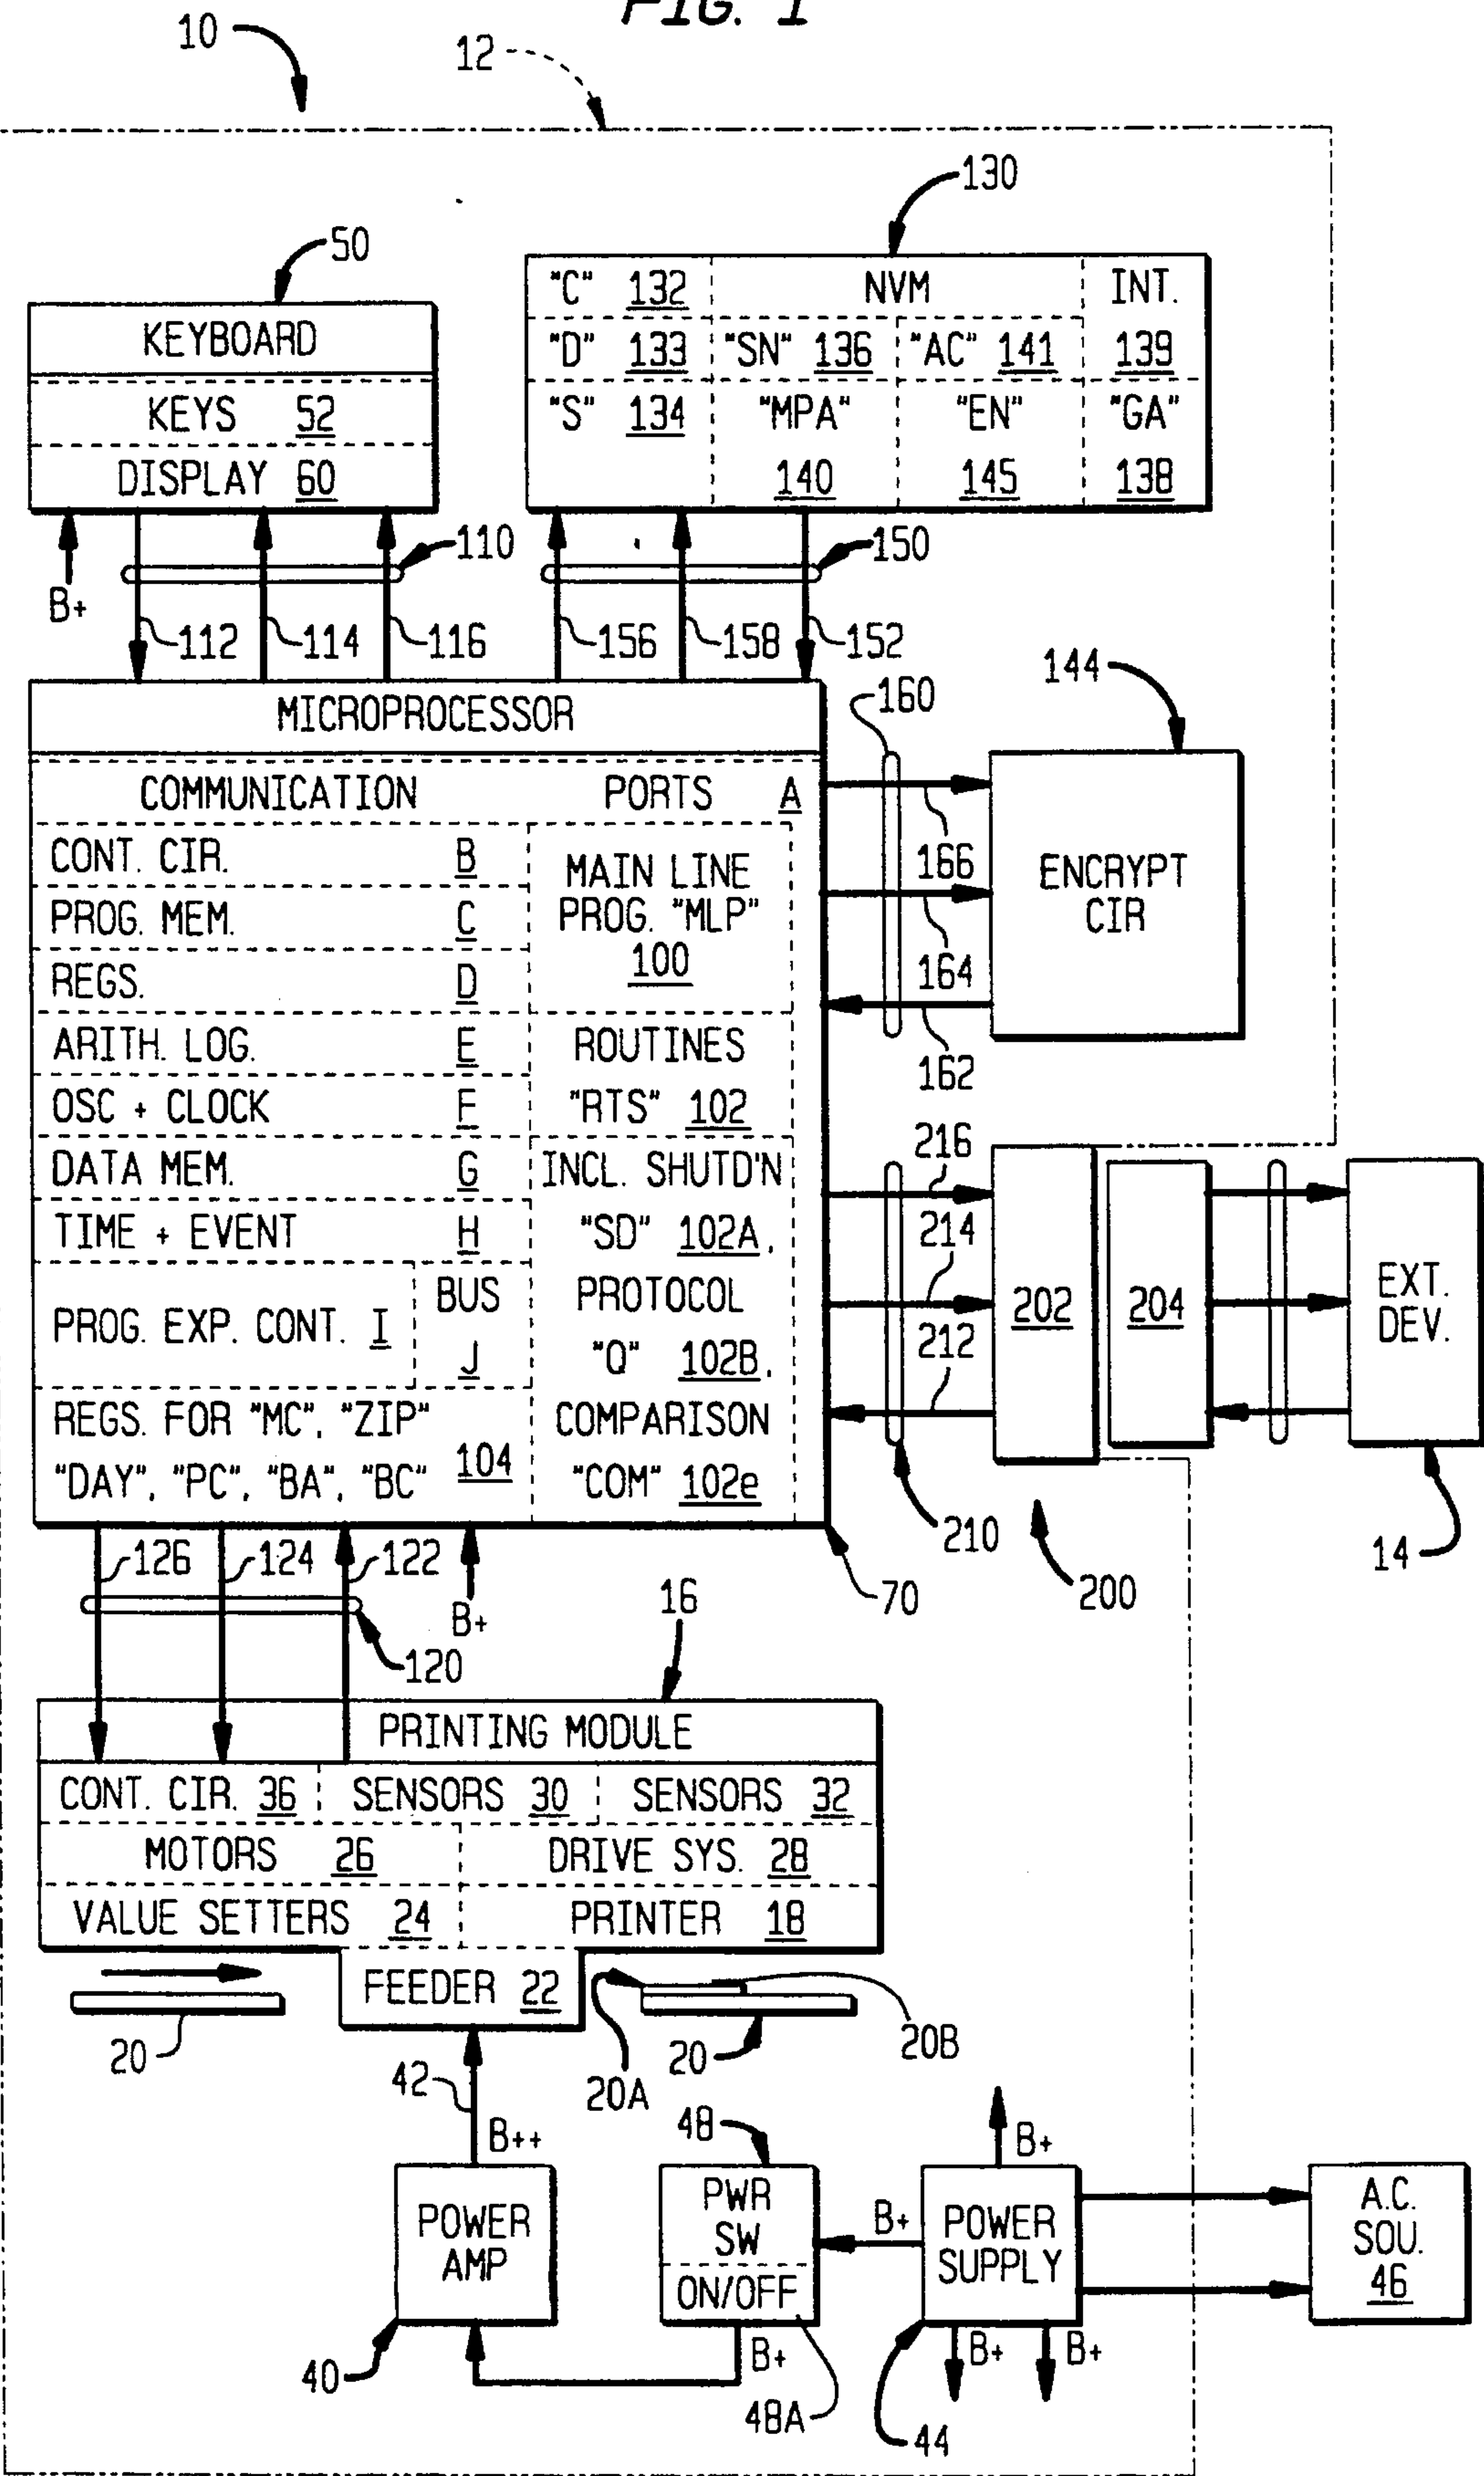 FIG. 1
10
12
130
50
"C" 132 NVM INT.
KEYBOARD
"D" 133 "SN" 136 "AC" 141 139
KEYS 52
"S" 134 "MPA" "EN" "GA"
DISPLAY 60
140 145 138
110
150
B+
112 114 116 156 158 152
144
160
MICROPROCESSOR
COMMUNICATION PORTS A
CONT. CIR. B
MAIN LINE
166
ENCRYPT
PROG. MEM. C
PROG. "MLP"
CIR
REGS. D
100
164
ARITH. LOG. E
ROUTINES
162
OSC + CLOCK F
"RTS" 102
216
DATA MEM. G
INCL. SHUTD'N
TIME + EVENT H
"SD" 102A,
214
BUS
PROTOCOL
202 204
EXT.
PROG. EXP. CONT. I
DEV.
212
J
"Q" 102B,
REGS. FOR "MC", "ZIP"
COMPARISON
104
"DAY", "PC", "BA", "BC"
"COM" 102e
210
126 124 122
14
B+
16
70
200
120
PRINTING MODULE
CONT. CIR. 36 SENSORS 30 SENSORS 32
MOTORS 26 DRIVE SYS. 28
VALUE SETTERS 24 PRINTER 18
FEEDER 22
20
20A
20
20B
42
B++
48
B+
POWER
AMP
PWR
SW
B+
POWER
SUPPLY
A.C.
SOU.
46
ON/OFF
40
B+
B+
B+
48A
44